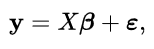 𝐲 = X𝜷 + 𝜺,